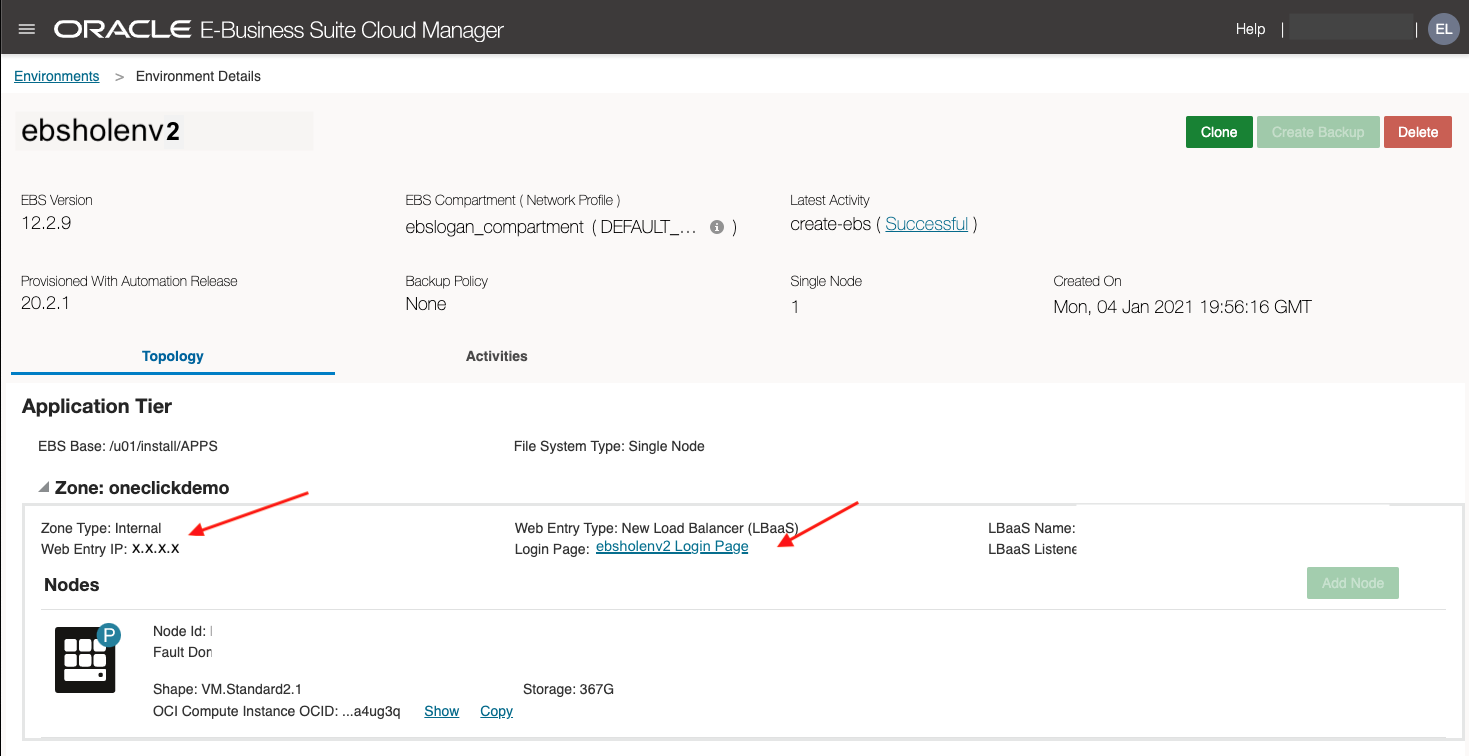 ORACLE E-Business Suite Cloud Manager
Help | | EL
Environments > Environment Details
ebsholenv2
Clone Create Backup Delete
EBS Version
12.2.9
EBS Compartment ( Network Profile )
ebslogan_compartment ( DEFAULT_... i )
Latest Activity
create-ebs ( Successful )
Provisioned With Automation Release
20.2.1
Backup Policy
None
Single Node
1
Created On
Mon, 04 Jan 2021 19:56:16 GMT
Topology Activities
Application Tier
EBS Base: /u01/install/APPS File System Type: Single Node
Zone: oneclickdemo
Zone Type: Internal Web Entry Type: New Load Balancer (LBaaS) LBaaS Name:
Web Entry IP: x.x.x.x Login Page: ebsholenv2 Login Page LBaaS Listene
Nodes
Add Node
P
Node Id:
Fault Dom
Shape: VM.Standard2.1 Storage: 367G
OCI Compute Instance OCID: ...a4ug3q Show Copy